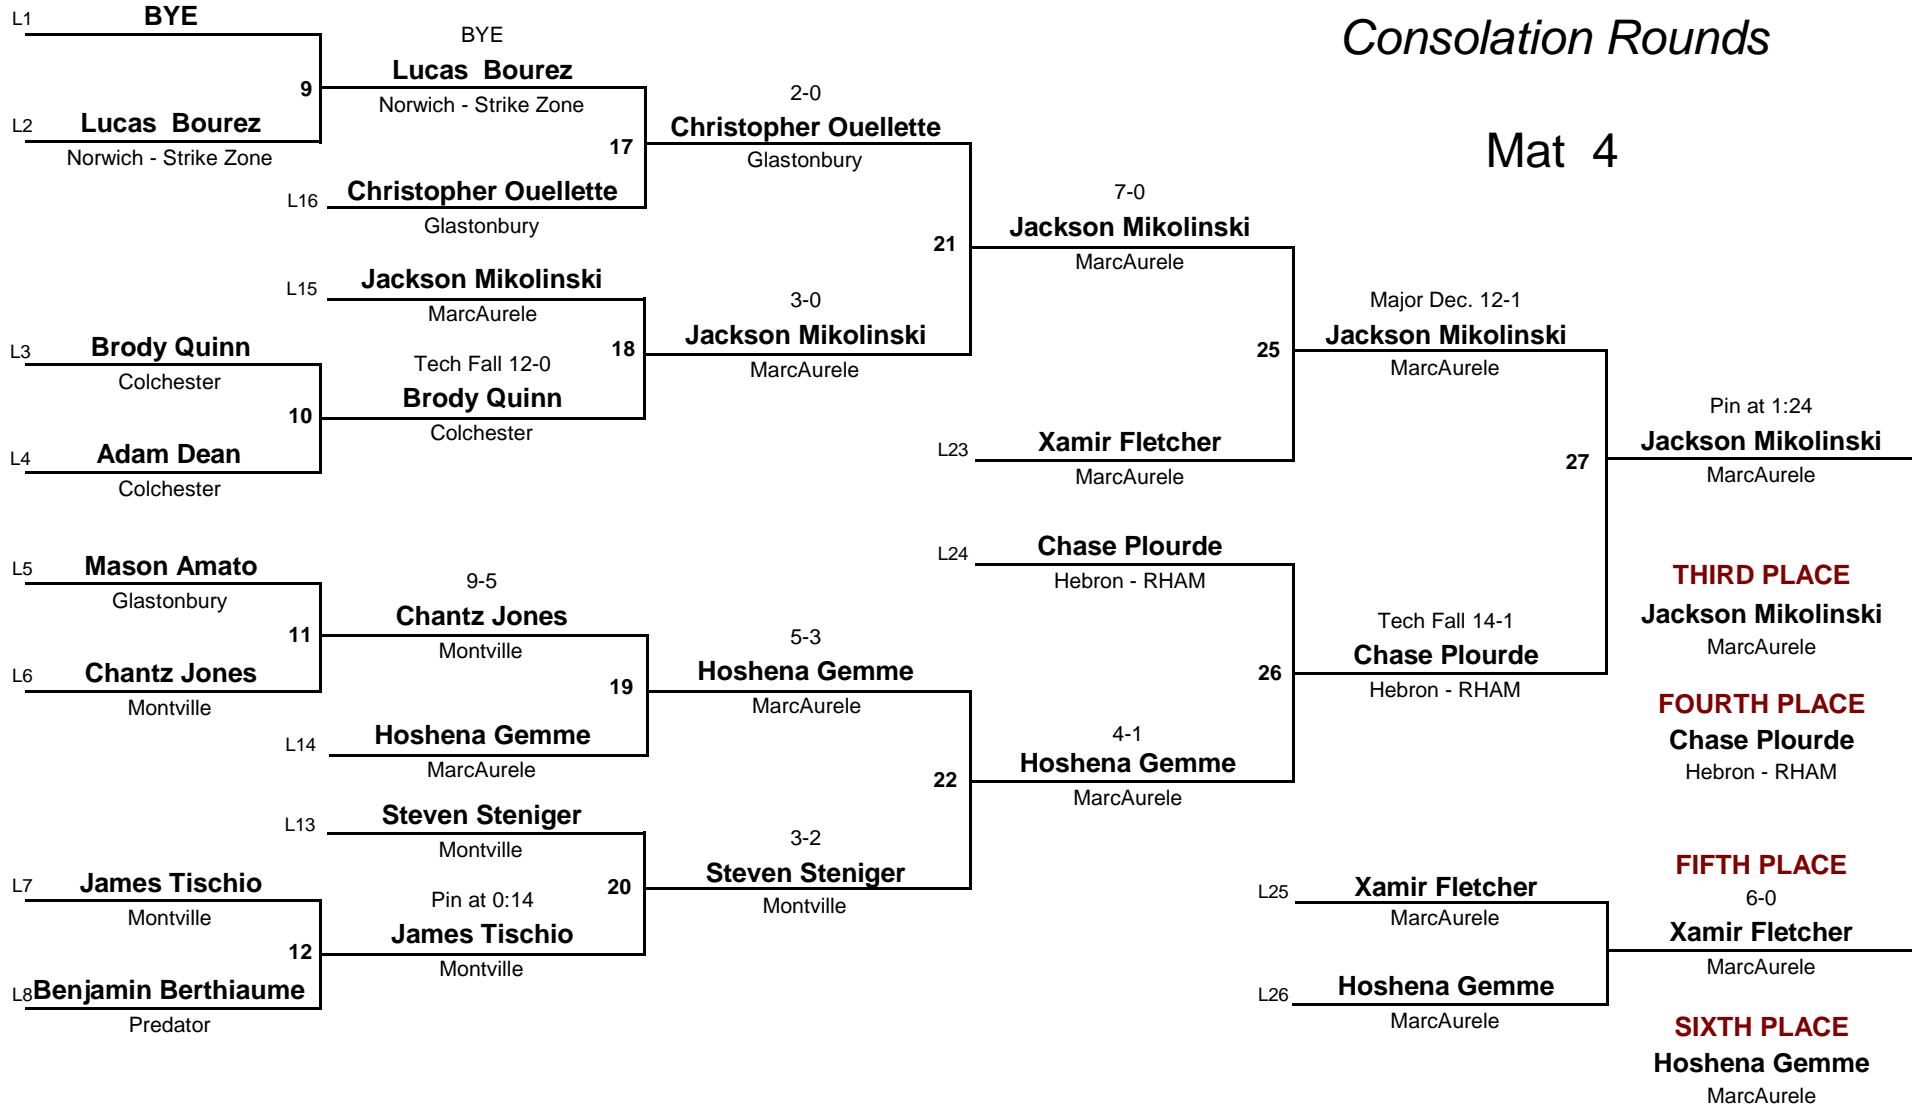 Consolation Rounds
Mat 4
L1 BYE
9
L2 Lucas Bourez
Norwich - Strike Zone
BYE
Lucas Bourez
Norwich - Strike Zone
17
L16 Christopher Ouellette
Glastonbury
2-0
Christopher Ouellette
Glastonbury
21
L15 Jackson Mikolinski
MarcAurele
18
L3 Brody Quinn
Colchester
10
L4 Adam Dean
Colchester
Tech Fall 12-0
Brody Quinn
Colchester
3-0
Jackson Mikolinski
MarcAurele
7-0
Jackson Mikolinski
MarcAurele
25
L23 Xamir Fletcher
MarcAurele
Major Dec. 12-1
Jackson Mikolinski
MarcAurele
27
Pin at 1:24
Jackson Mikolinski
MarcAurele
L5 Mason Amato
Glastonbury
11
L6 Chantz Jones
Montville
9-5
Chantz Jones
Montville
19
L14 Hoshena Gemme
MarcAurele
5-3
Hoshena Gemme
MarcAurele
22
L13 Steven Steniger
Montville
20
L7 James Tischio
Montville
12
L8 Benjamin Berthiaume
Predator
Pin at 0:14
James Tischio
Montville
3-2
Steven Steniger
Montville
L24 Chase Plourde
Hebron - RHAM
26
4-1
Hoshena Gemme
MarcAurele
Tech Fall 14-1
Chase Plourde
Hebron - RHAM
THIRD PLACE
Jackson Mikolinski
MarcAurele
FOURTH PLACE
Chase Plourde
Hebron - RHAM
L25 Xamir Fletcher
MarcAurele
L26 Hoshena Gemme
MarcAurele
FIFTH PLACE
6-0
Xamir Fletcher
MarcAurele
SIXTH PLACE
Hoshena Gemme
MarcAurele